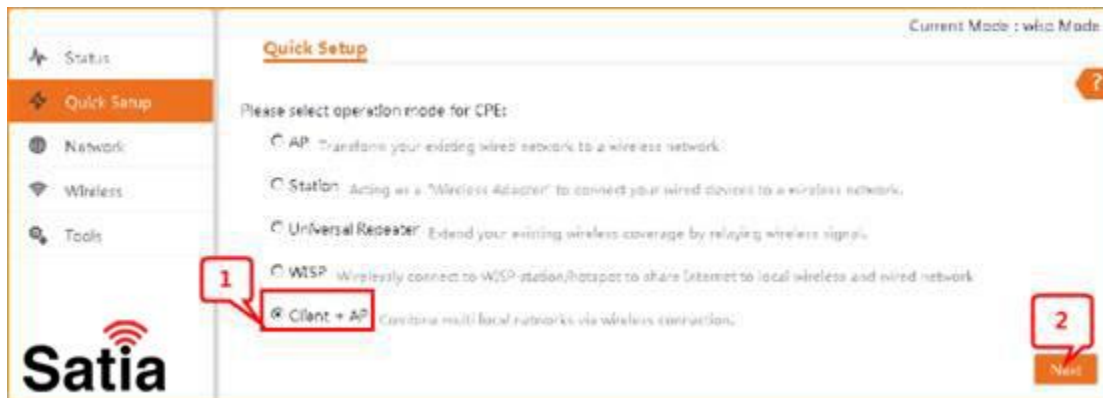 Current Mode : wisp Mode
Status
Quick Setup
Network
Wireless
Tools
Satia
Quick Setup
?
Please select operation mode for CPE:
AP Transform your existing wired network to a wireless network
Station Acting as a "Wireless Adapter" to connect your wired devices to a wireless network.
Universal Repeater Extend your existing wireless coverage by relaying wireless signal.
WISP Wirelessly connect to WISP station/hotspot to share Internet to local wireless and wired network
1
Client + AP Combine multi local networks via wireless connection.
2
Next